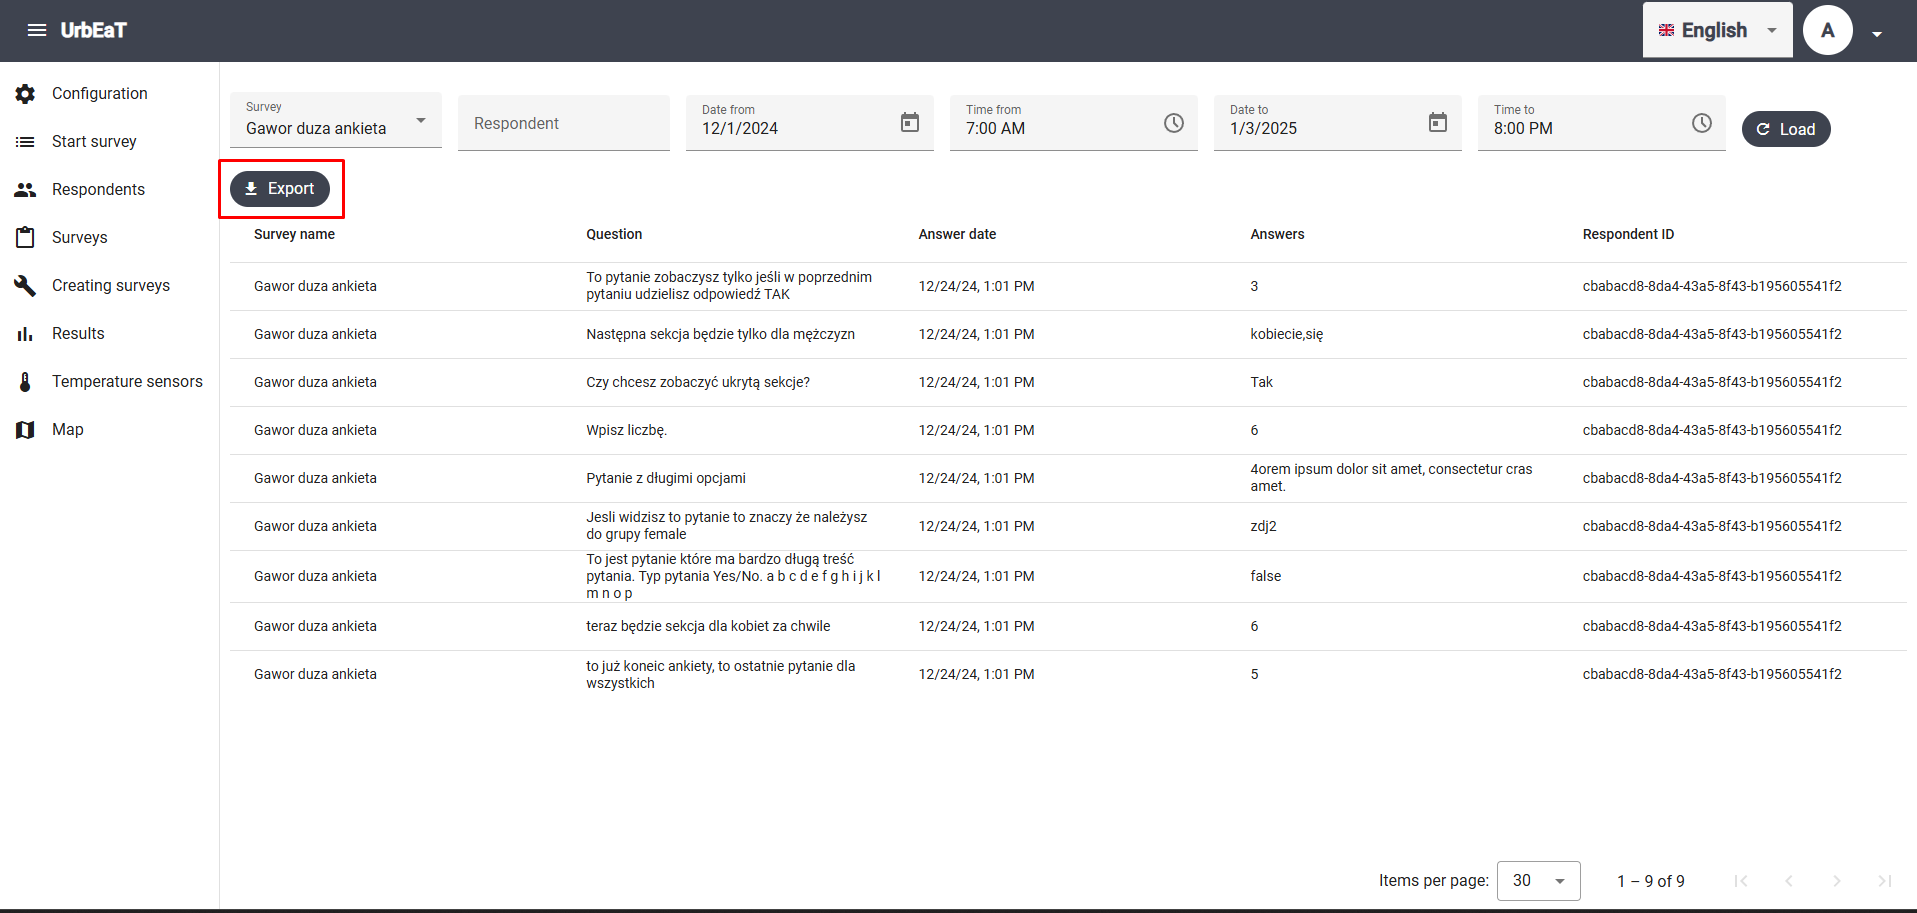 UrbEaT
English
A
Configuration
Start survey
Respondents
Surveys
Creating surveys
Results
Temperature sensors
Map
Survey
Gawor duza ankieta
Respondent
Date from
12/1/2024
Time from
7:00 AM
Date to
1/3/2025
Time to
8:00 PM
Load
Export
Survey name Question Answer date Answers Respondent ID
Gawor duza ankieta
To pytanie zobaczysz tylko jeśli w poprzednim
pytaniu udzielisz odpowiedź TAK
12/24/24, 1:01 PM
3
cbabacd8-8da4-43a5-8f43-b195605541f2
Gawor duza ankieta
Następna sekcja będzie tylko dla mężczyzn
12/24/24, 1:01 PM
kobiecie,się
cbabacd8-8da4-43a5-8f43-b195605541f2
Gawor duza ankieta
Czy chcesz zobaczyć ukrytą sekcje?
12/24/24, 1:01 PM
Tak
cbabacd8-8da4-43a5-8f43-b195605541f2
Gawor duza ankieta
Wpisz liczbę.
12/24/24, 1:01 PM
6
cbabacd8-8da4-43a5-8f43-b195605541f2
Gawor duza ankieta
Pytanie z długimi opcjami
12/24/24, 1:01 PM
4orem ipsum dolor sit amet, consectetur cras
amet.
cbabacd8-8da4-43a5-8f43-b195605541f2
Gawor duza ankieta
Jesli widzisz to pytanie to znaczy że należysz
do grupy female
12/24/24, 1:01 PM
zdj2
cbabacd8-8da4-43a5-8f43-b195605541f2
Gawor duza ankieta
To jest pytanie które ma bardzo długą treść
pytania. Typ pytania Yes/No. a b c d e f g h i j k l
m n o p
12/24/24, 1:01 PM
false
cbabacd8-8da4-43a5-8f43-b195605541f2
Gawor duza ankieta
teraz będzie sekcja dla kobiet za chwile
12/24/24, 1:01 PM
6
cbabacd8-8da4-43a5-8f43-b195605541f2
Gawor duza ankieta
to już koneic ankiety, to ostatnie pytanie dla
wszystkich
12/24/24, 1:01 PM
5
cbabacd8-8da4-43a5-8f43-b195605541f2
Items per page: 30 1 – 9 of 9